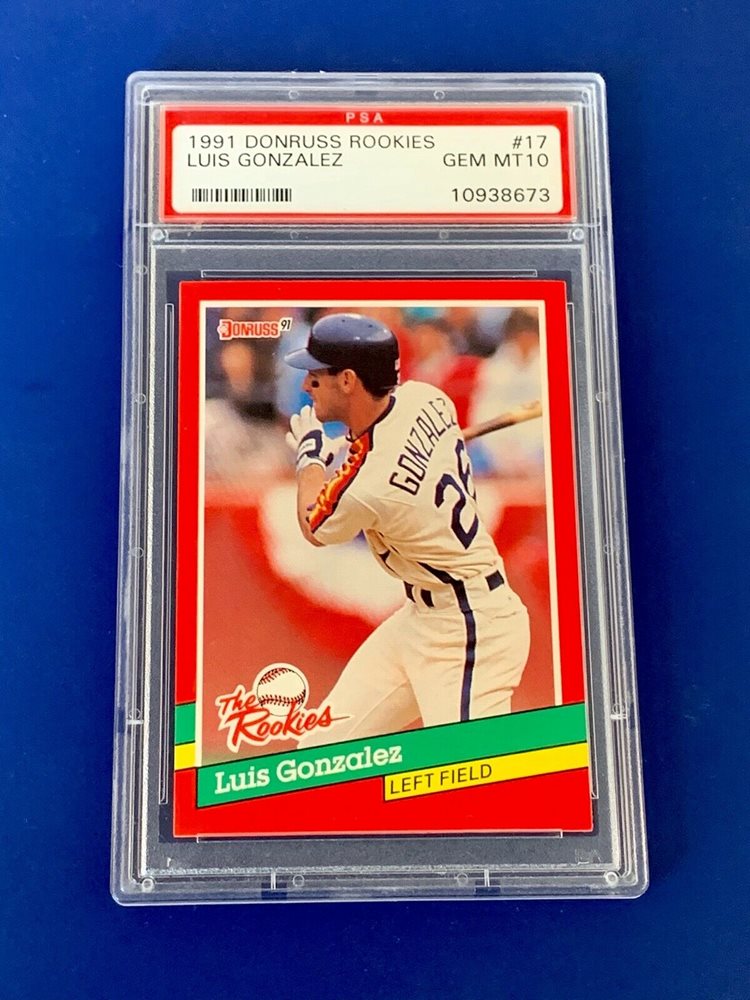 PSA
1991 DONRUSS ROOKIES #17
LUIS GONZALEZ GEM MT10
10938673
DONRUSS 91
GONZALEZ
26
The
Rookies
Luis Gonzalez
LEFT FIELD